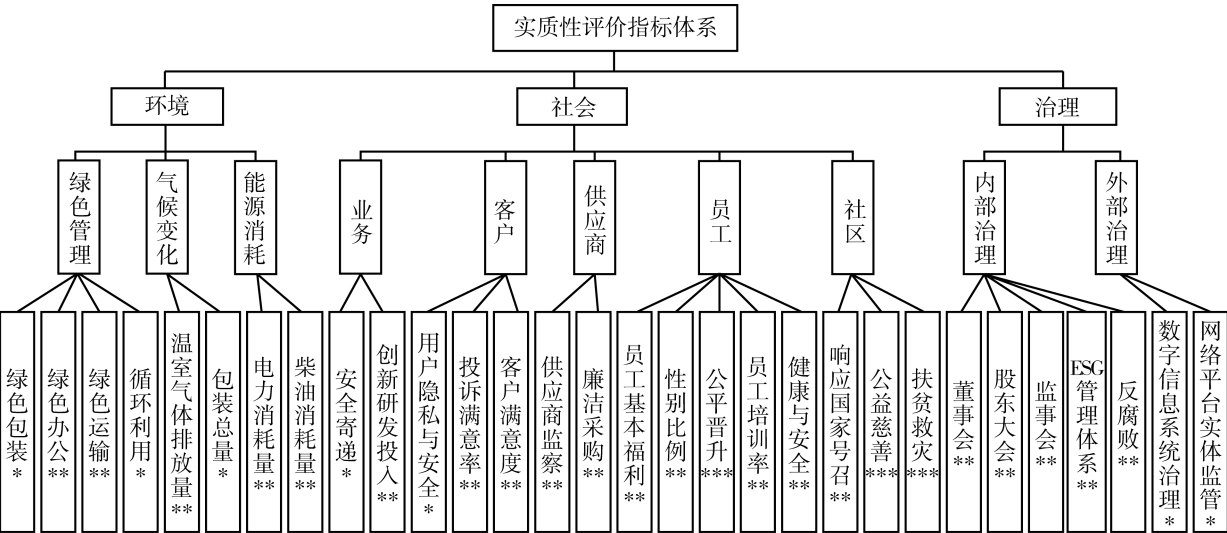 实质性评价指标体系
环境
社会
治理
绿色管理
气候变化
能源消耗
业务
客户
供应商
员工
社区
内部治理
外部治理
绿色包装*
绿色办公**
绿色运输**
循环利用*
温室气体排放量**
包装总量*
电力消耗量**
柴油消耗量**
安全寄递*
创新研发投入**
用户隐私与安全*
投诉满意率**
客户满意度**
供应商监察**
廉洁采购**
员工基本福利**
性别比例**
公平晋升***
员工培训率**
健康与安全**
响应国家号召**
公益慈善***
扶贫救灾***
董事会**
股东大会**
监事会**
ESG管理体系**
反腐败**
数字信息系统治理*
网络平台实体监管*